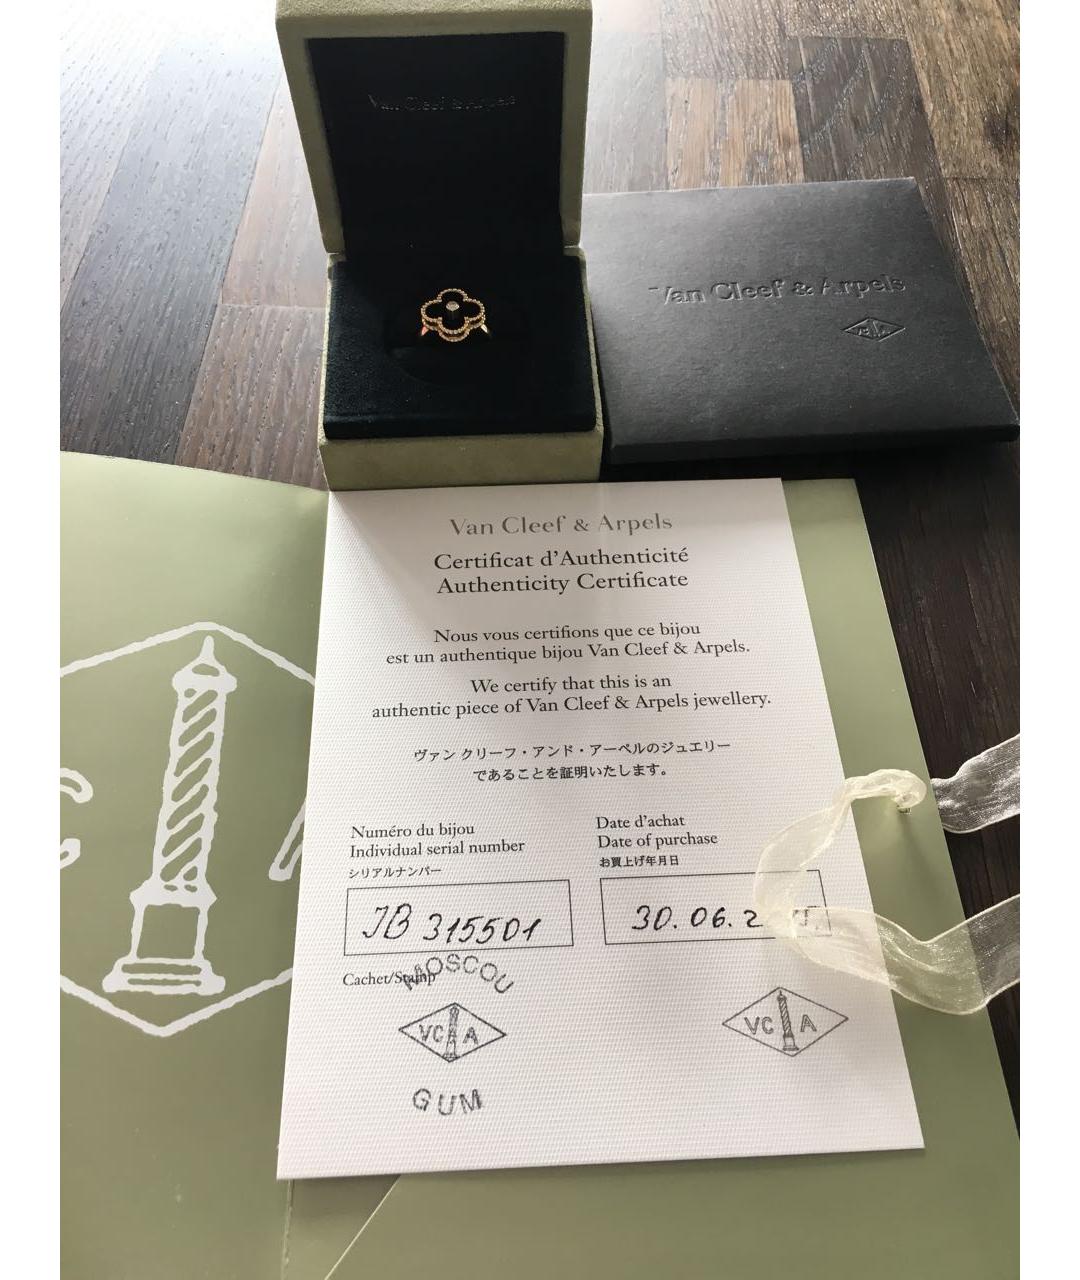 Van Cleef & Arpels
Van Cleef & Arpels
Van Cleef & Arpels
Certificat d'Authenticité
Authenticity Certificate
Nous vous certifions que ce bijou
est un authentique bijou Van Cleef & Arpels.
We certify that this is an
authentic piece of Van Cleef & Arpels jewellery.
ヴァン クリーフ・アンド・アーペルのジュエリー
であることを証明いたします。
Numéro du bijou
Individual serial number
シリアルナンバー
JB 315501
Date d'achat
Date of purchase
お買上げ年月日
30.06.2
Cachet/Stamp
MOSCOU
VC A
GUM
VC A